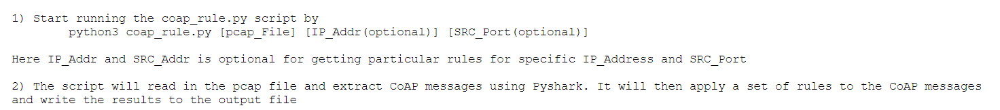 1) Start running the coap_rule.py script by
python3 coap_rule.py [pcap_File] [IP_Addr(optional)] [SRC_Port(optional)]
Here IP_Addr and SRC_Addr is optional for getting particular rules for specific IP_Address and SRC_Port
2) The script will read in the pcap file and extract CoAP messages using Pyshark. It will then apply a set of rules to the CoAP messages
and write the results to the output file